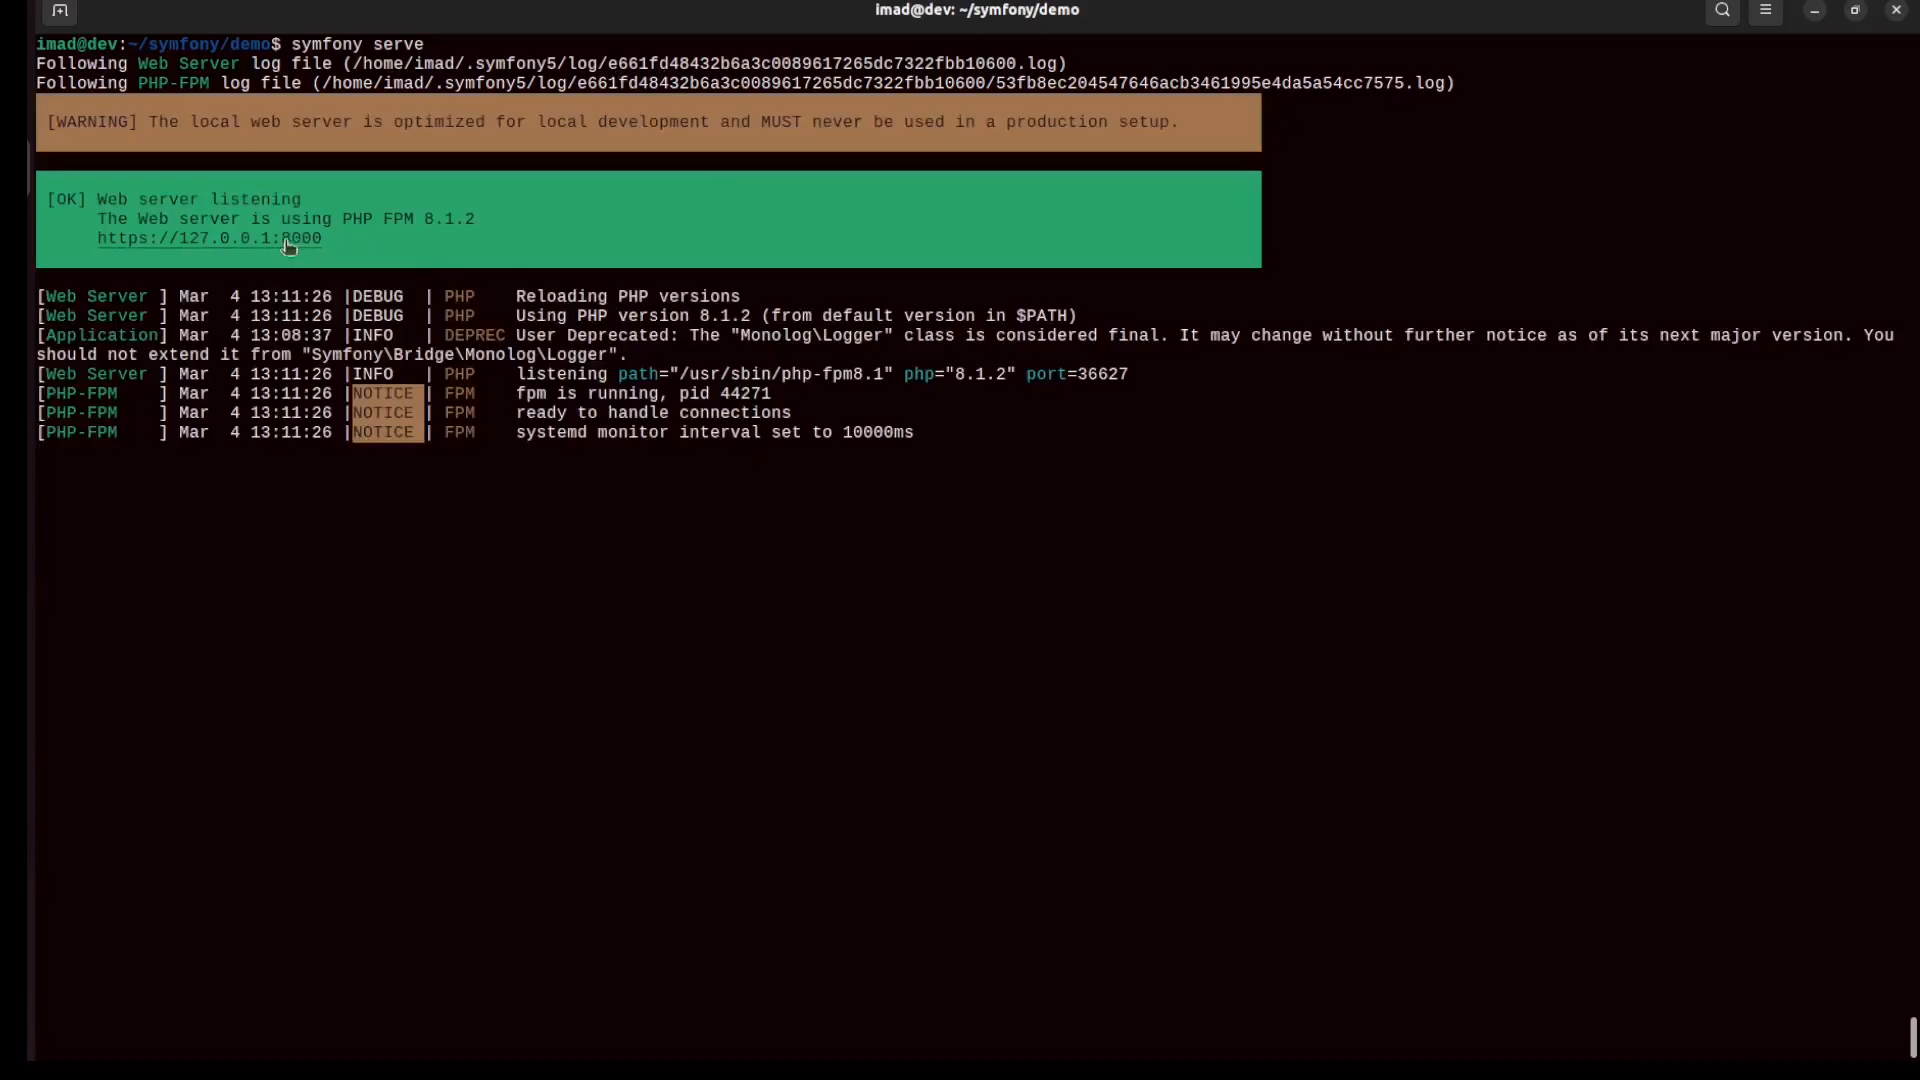 imad@dev: ~/symfony/demo
imad@dev:~/symfony/demo$ symfony serve
Following Web Server log file (/home/imad/.symfony5/log/e661fd48432b6a3c0089617265dc7322fbb10600.log)
Following PHP-FPM log file (/home/imad/.symfony5/log/e661fd48432b6a3c0089617265dc7322fbb10600/53fb8ec204547646acb3461995e4da5a54cc7575.log)
[WARNING] The local web server is optimized for local development and MUST never be used in a production setup.
[OK] Web server listening
The Web server is using PHP FPM 8.1.2
https://127.0.0.1:8000
[Web Server ] Mar  4 13:11:26 |DEBUG  | PHP    Reloading PHP versions
[Web Server ] Mar  4 13:11:26 |DEBUG  | PHP    Using PHP version 8.1.2 (from default version in $PATH)
[Application] Mar  4 13:08:37 |INFO   | DEPREC User Deprecated: The "Monolog\Logger" class is considered final. It may change without further notice as of its next major version. You
should not extend it from "Symfony\Bridge\Monolog\Logger".
[Web Server ] Mar  4 13:11:26 |INFO   | PHP    listening path="/usr/sbin/php-fpm8.1" php="8.1.2" port=36627
[PHP-FPM    ] Mar  4 13:11:26 |NOTICE | FPM    fpm is running, pid 44271
[PHP-FPM    ] Mar  4 13:11:26 |NOTICE | FPM    ready to handle connections
[PHP-FPM    ] Mar  4 13:11:26 |NOTICE | FPM    systemd monitor interval set to 10000ms